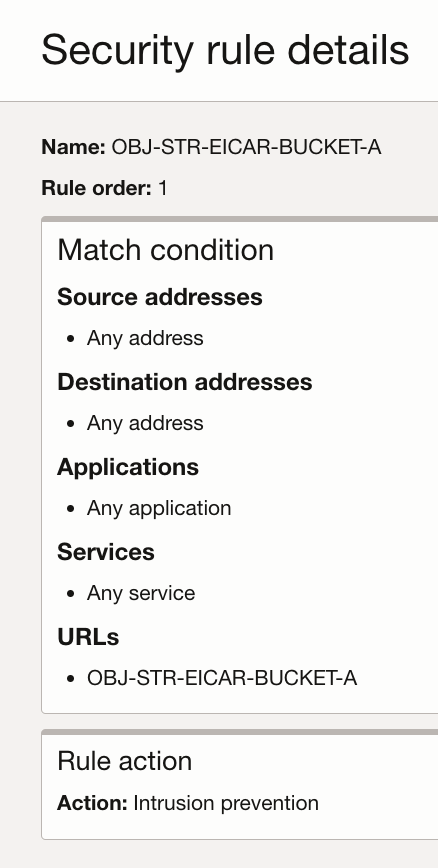 Security rule details
Name: OBJ-STR-EICAR-BUCKET-A
Rule order: 1
Match condition
Source addresses
• Any address
Destination addresses
• Any address
Applications
• Any application
Services
• Any service
URLs
• OBJ-STR-EICAR-BUCKET-A
Rule action
Action: Intrusion prevention